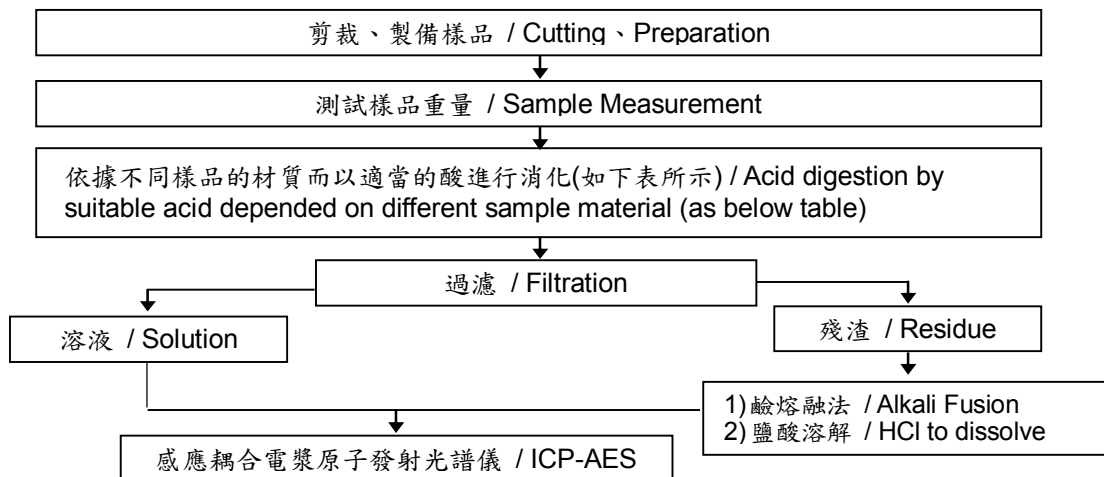 剪裁、製備樣品 / Cutting、Preparation
測試樣品重量 / Sample Measurement
依據不同樣品的材質而以適當的酸進行消化(如下表所示) / Acid digestion by
suitable acid depended on different sample material (as below table)
過濾 / Filtration
溶液 / Solution
殘渣 / Residue
1) 鹼熔融法 / Alkali Fusion
2) 鹽酸溶解 / HCl to dissolve
感應耦合電漿原子發射光譜儀 / ICP-AES